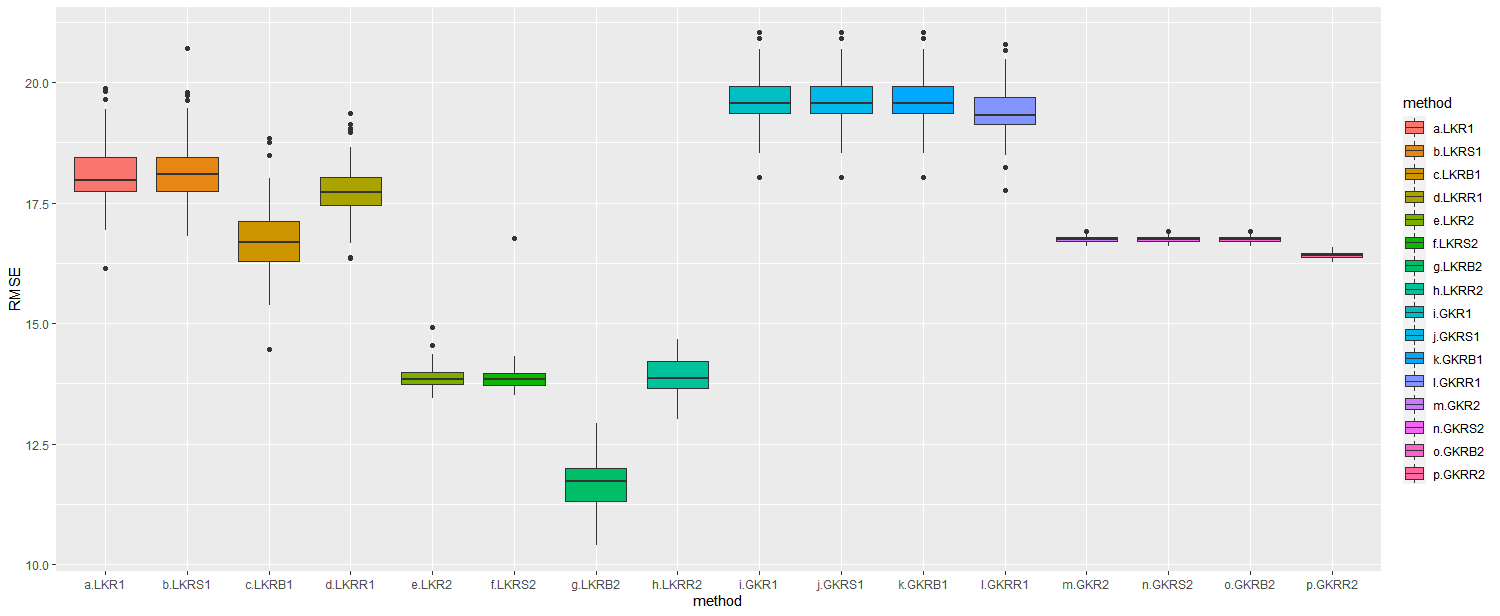 RMSE
20.0
17.5
15.0
12.5
10.0
a.LKR1 b.LKRS1 c.LKRB1 d.LKRR1 e.LKR2 f.LKRS2 g.LKRB2 h.LKRR2 i.GKR1 j.GKRS1 k.GKRB1 l.GKRR1 m.GKR2 n.GKRS2 o.GKRB2 p.GKRR2
method
method
a.LKR1
b.LKRS1
c.LKRB1
d.LKRR1
e.LKR2
f.LKRS2
g.LKRB2
h.LKRR2
i.GKR1
j.GKRS1
k.GKRB1
l.GKRR1
m.GKR2
n.GKRS2
o.GKRB2
p.GKRR2